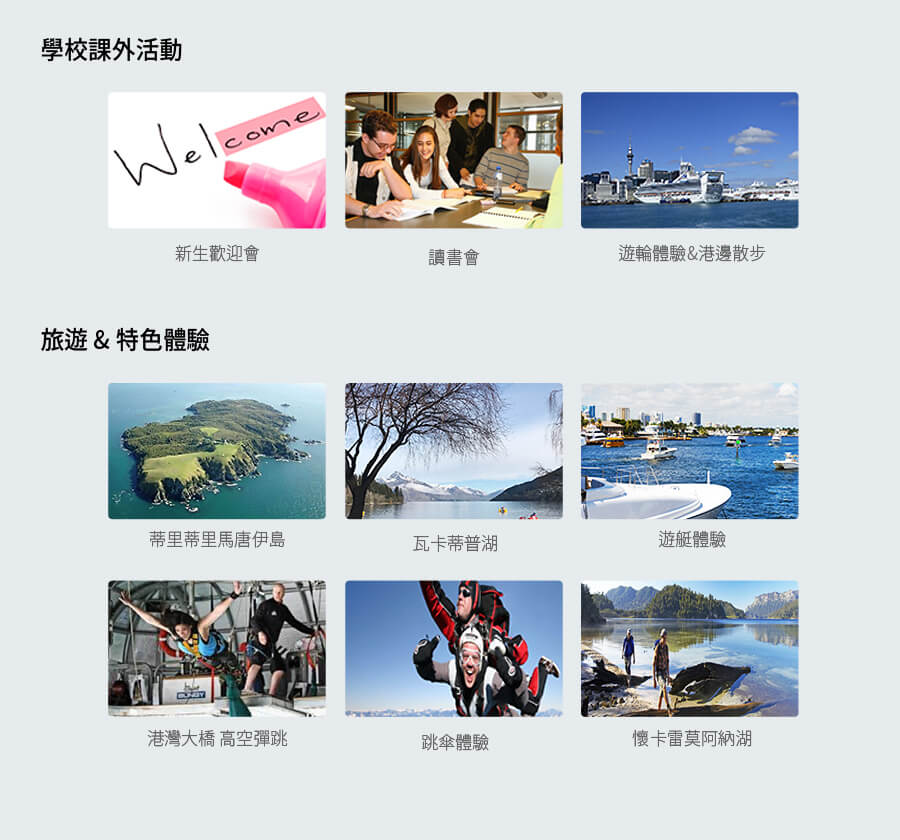 學校課外活動
Welcome
新生歡迎會
讀書會
遊輪體驗&港邊散步
旅遊 & 特色體驗
蒂里蒂里馬唐伊島
瓦卡蒂普湖
遊艇體驗
BUNGY
港灣大橋 高空彈跳
跳傘體驗
懷卡雷莫阿納湖